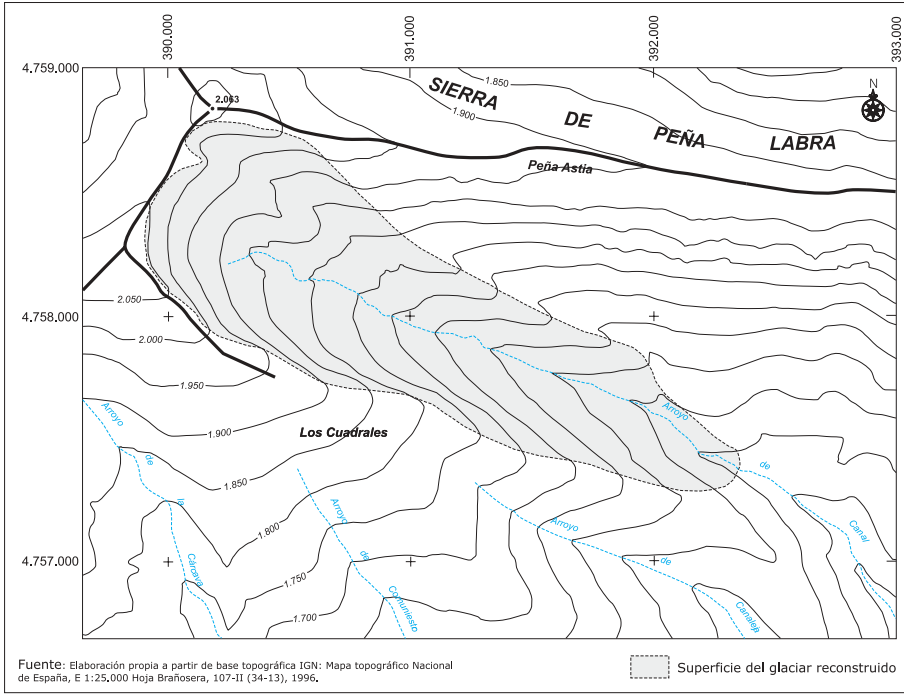 390.000
391.000
392.000
393.000
4.759.000
1.850
N
2.063
SIERRA DE PEÑA LABRA
1.900
Peña Astia
2.050
4.758.000
2.000
1.950
Arroyo de la Cárcava
1.900
Los Cuadrales
Arroyo de Canal
1.850
Arroyo de Comuniesto
Arroyo de Canaleja
1.800
4.757.000
1.750
1.700
Fuente: Elaboración propia a partir de base topográfica IGN: Mapa topográfico Nacional
de España, E 1:25.000 Hoja Brañosera, 107-II (34-13), 1996.
Superficie del glaciar reconstruido